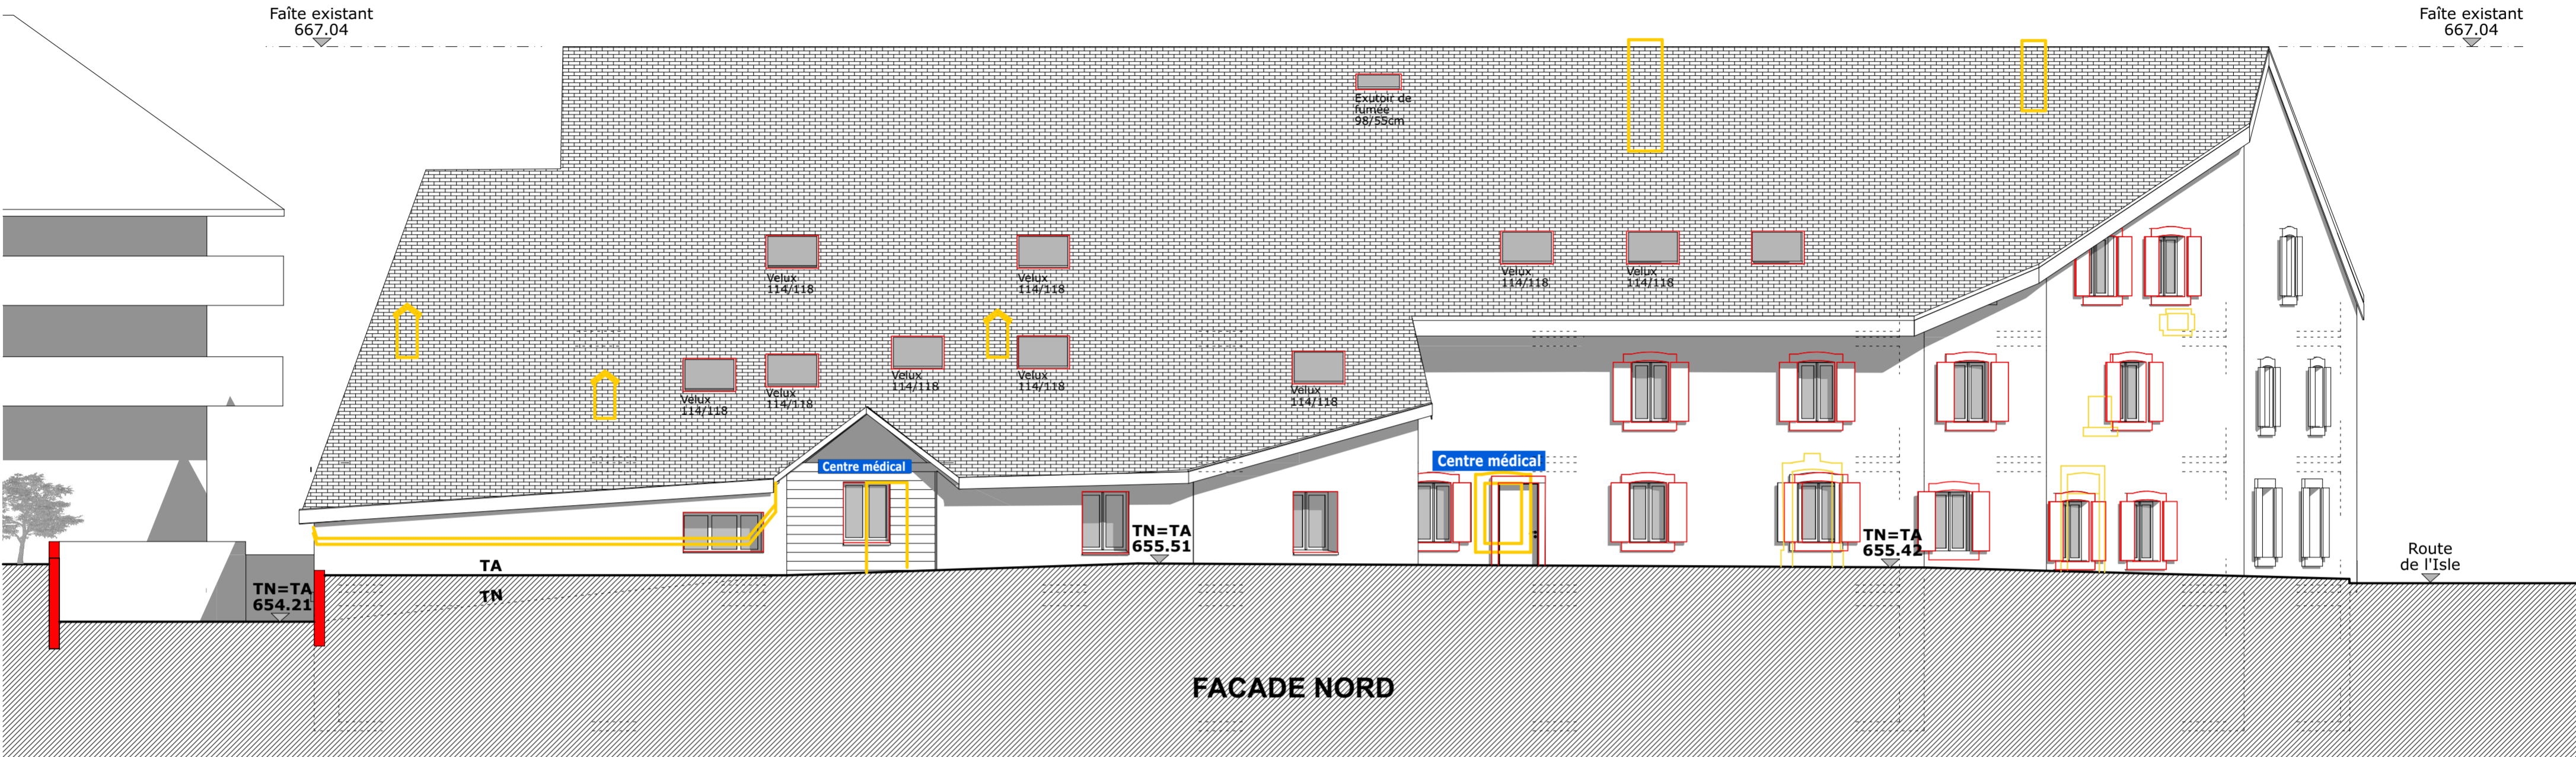 Faîte existant
667.04
Faîte existant
667.04
Exutoir de
fumée
98/55cm
Velux
114/118
Velux
114/118
Velux
114/118
Velux
114/118
Velux
114/118
Velux
114/118
Velux
114/118
Velux
114/118
Velux
114/118
Centre médical
Centre médical
TN=TA
655.51
TN=TA
655.42
Route
de l'Isle
TA
TN
TN=TA
654.21
FACADE NORD